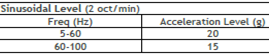 Sinusoidal Level (2 oct/min)
Freq (Hz) Acceleration Level (g)
5-60 20
60-100 15